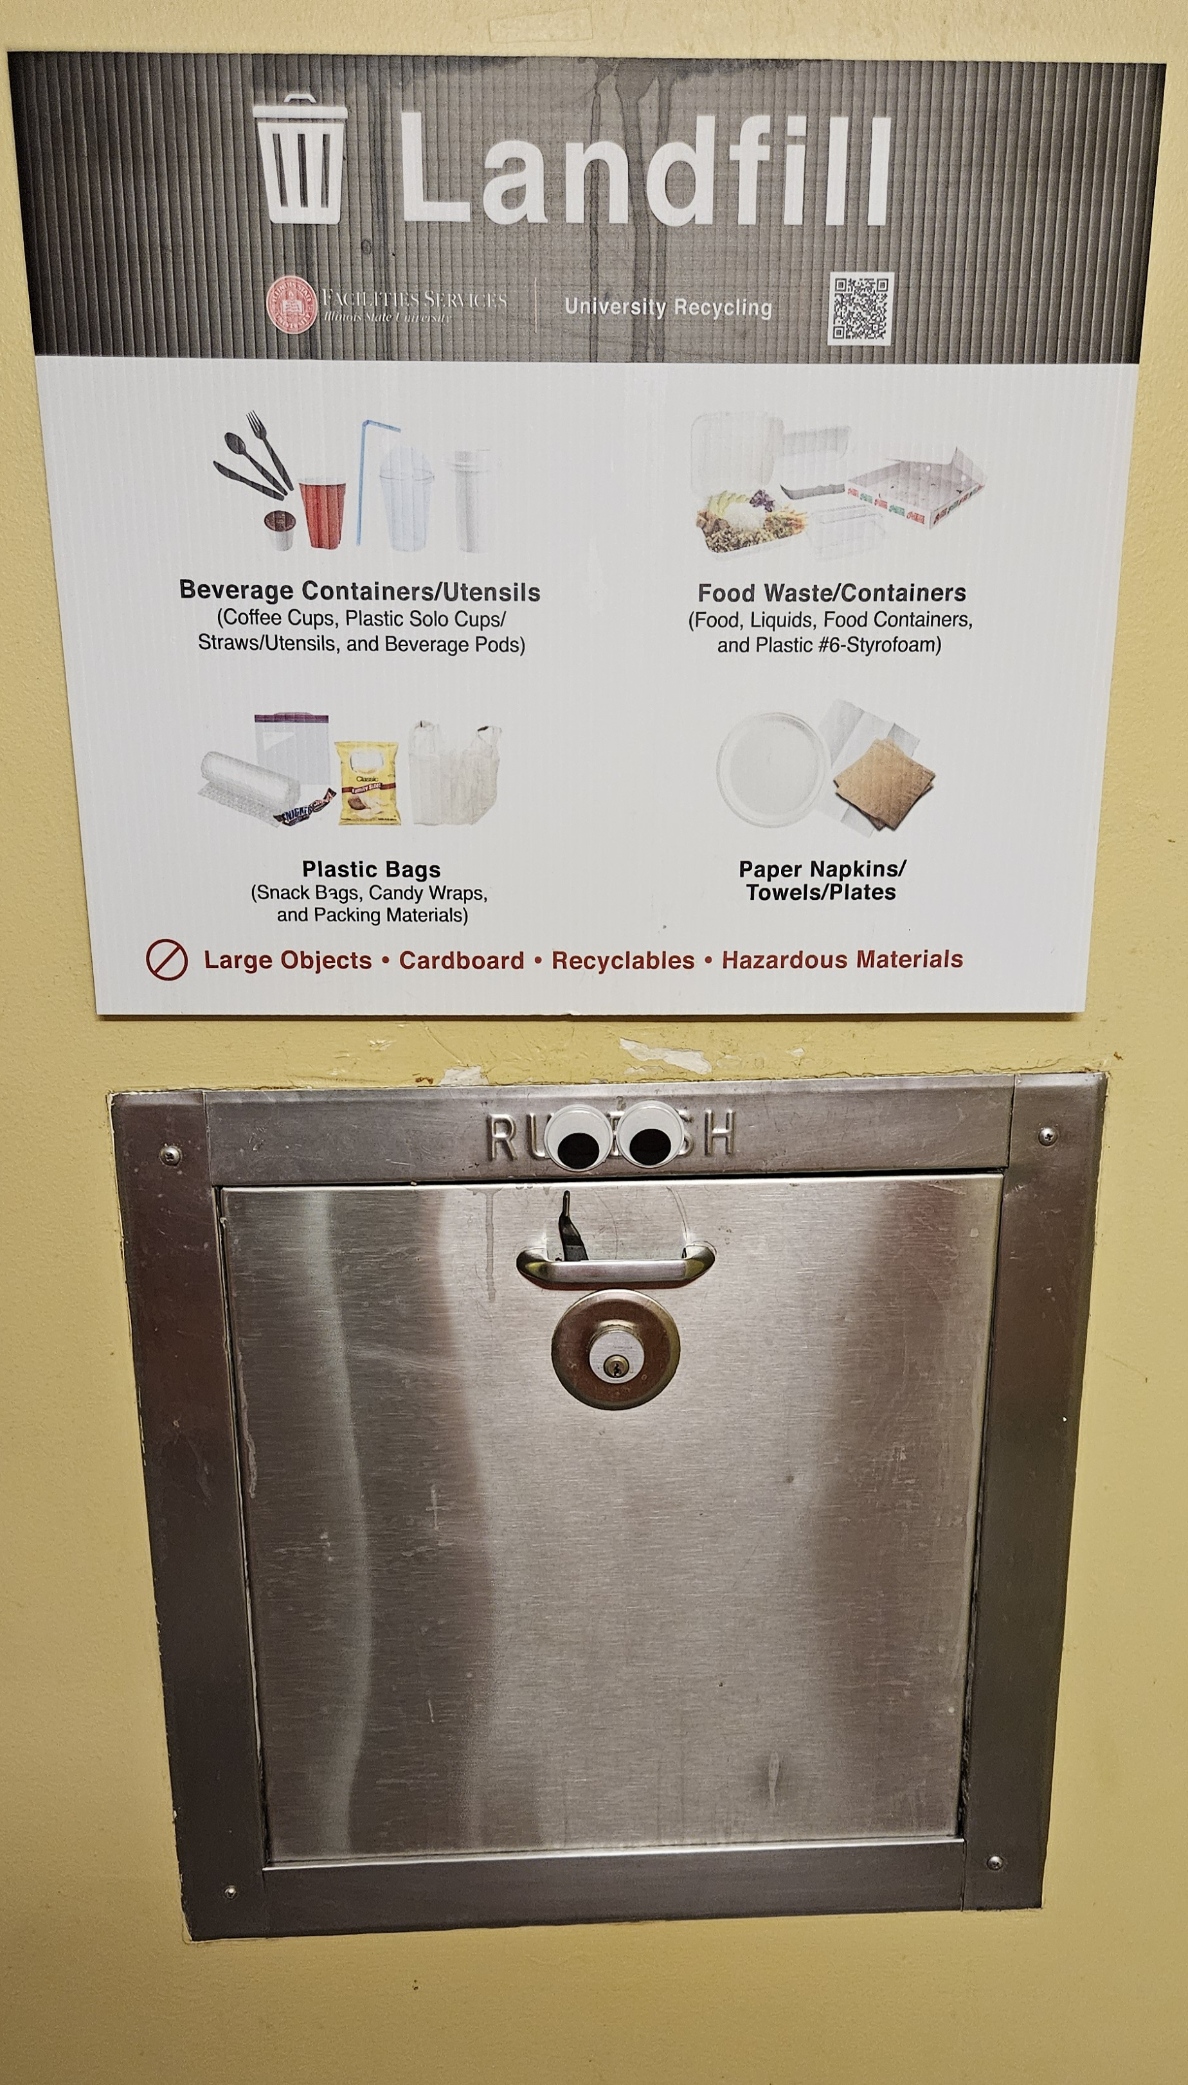 Landfill
FACILITIES SERVICES
Illinois State University
University Recycling
Beverage Containers/Utensils
(Coffee Cups, Plastic Solo Cups/
Straws/Utensils, and Beverage Pods)
Food Waste/Containers
(Food, Liquids, Food Containers,
and Plastic #6-Styrofoam)
Classic
Plastic Bags
(Snack Bags, Candy Wraps,
and Packing Materials)
Paper Napkins/
Towels/Plates
Large Objects • Cardboard • Recyclables • Hazardous Materials